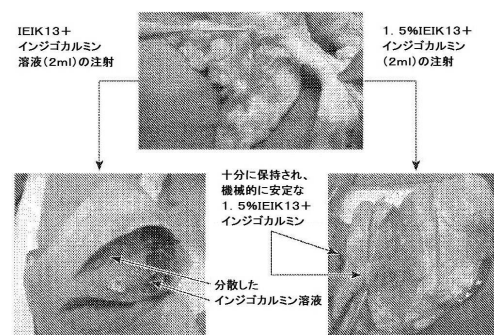 IEIK13+
インジゴカルミン
溶液(2ml)の注射
1. 5%IEIK13+
インジゴカルミン
(2ml)の注射
十分に保持され、
機械的に安定な
1. 5%IEIK13+
インジゴカルミン
分散した
インジゴカルミン溶液